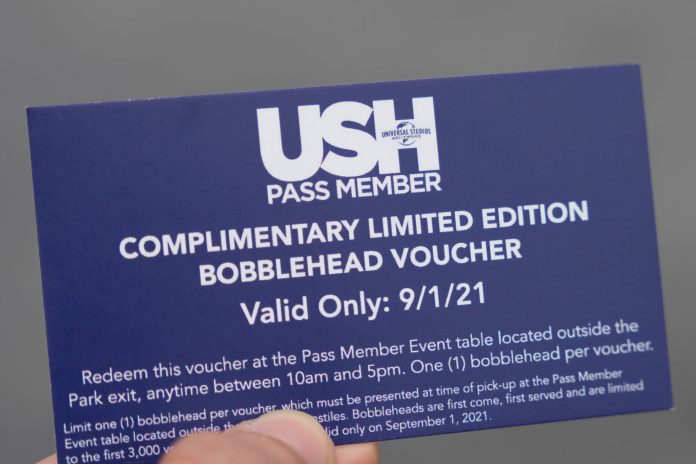 USH
UNIVERSAL STUDIOS
HOLLYWOOD
PASS MEMBER
COMPLIMENTARY LIMITED EDITION
BOBBLEHEAD VOUCHER
Valid Only: 9/1/21
Redeem this voucher at the Pass Member Event table located outside the
Park exit, anytime between 10am and 5pm. One (1) bobblehead per voucher.
Limit one (1) bobblehead per voucher, which must be presented at time of pick-up at the Pass Member
Event table located outside the stiles. Bobbleheads are first come, first served and are limited
to the first 3,000 only on September 1, 2021.